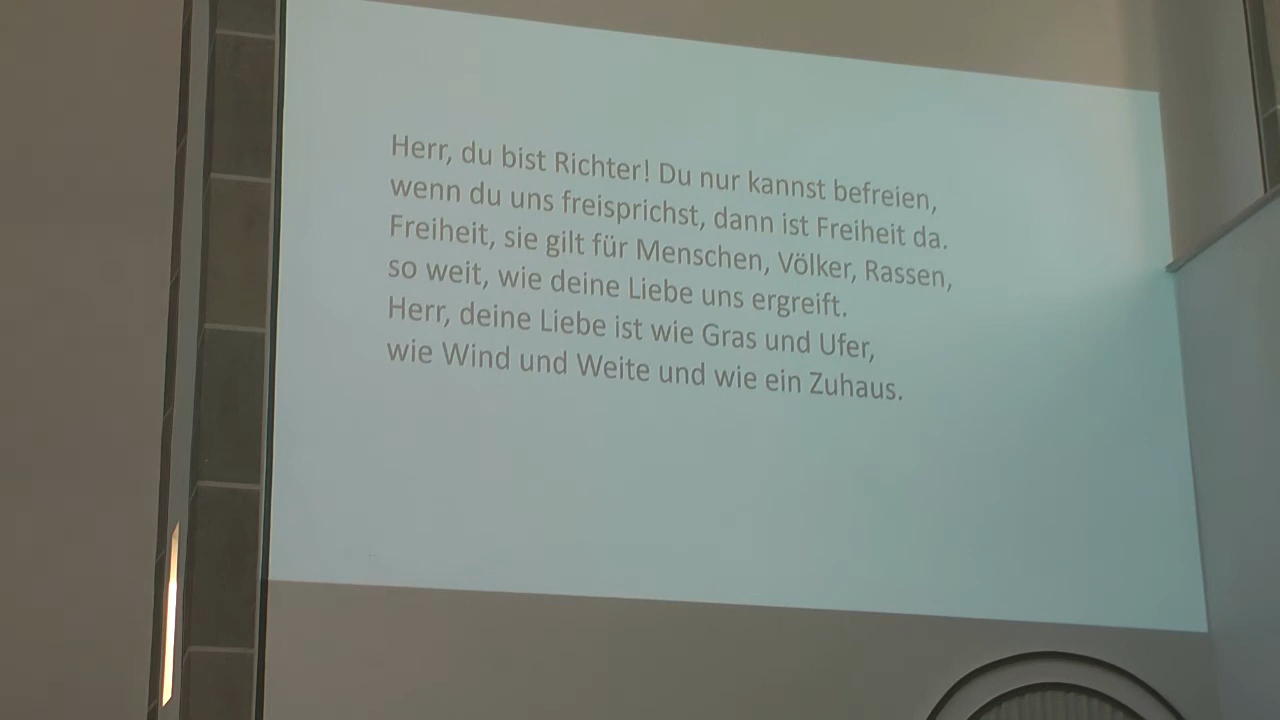 Herr, du bist Richter! Du nur kannst befreien,
wenn du uns freisprichst, dann ist Freiheit da.
Freiheit, sie gilt für Menschen, Völker, Rassen,
so weit, wie deine Liebe uns ergreift.
Herr, deine Liebe ist wie Gras und Ufer,
wie Wind und Weite und wie ein Zuhaus.